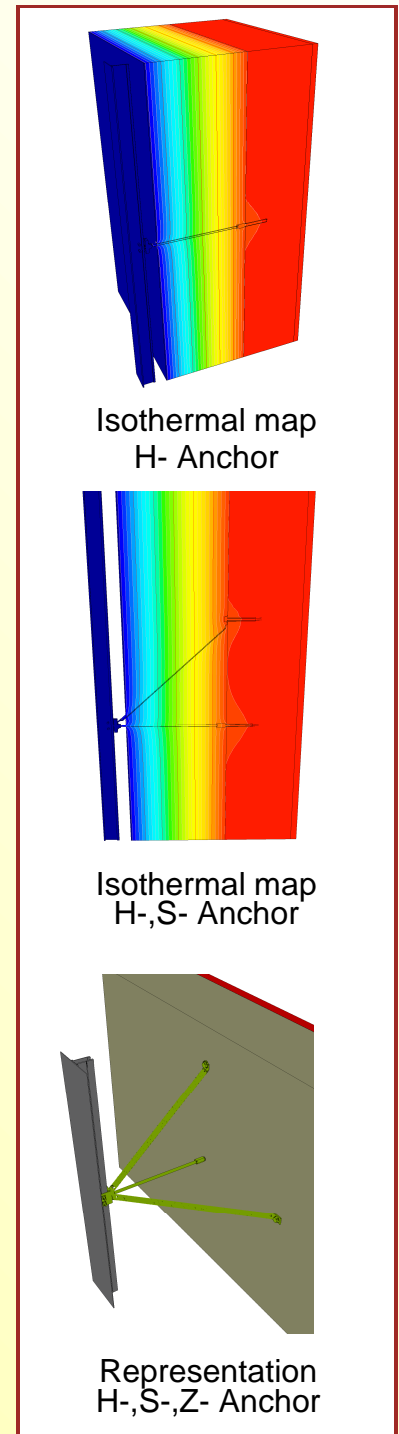 Isothermal map
H- Anchor
Isothermal map
H-,S- Anchor
Representation
H-,S-,Z- Anchor